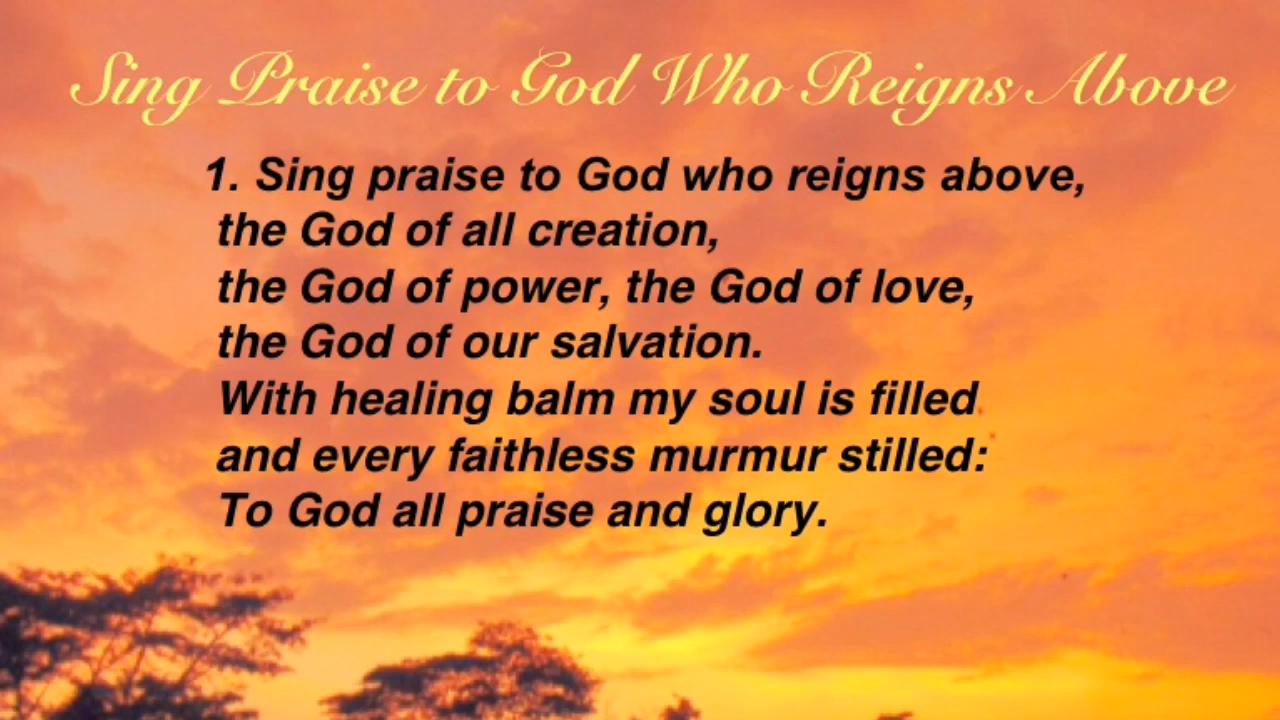 Sing Praise to God Who Reigns Above
1. Sing praise to God who reigns above,
the God of all creation,
the God of power, the God of love,
the God of our salvation.
With healing balm my soul is filled
and every faithless murmur stilled:
To God all praise and glory.